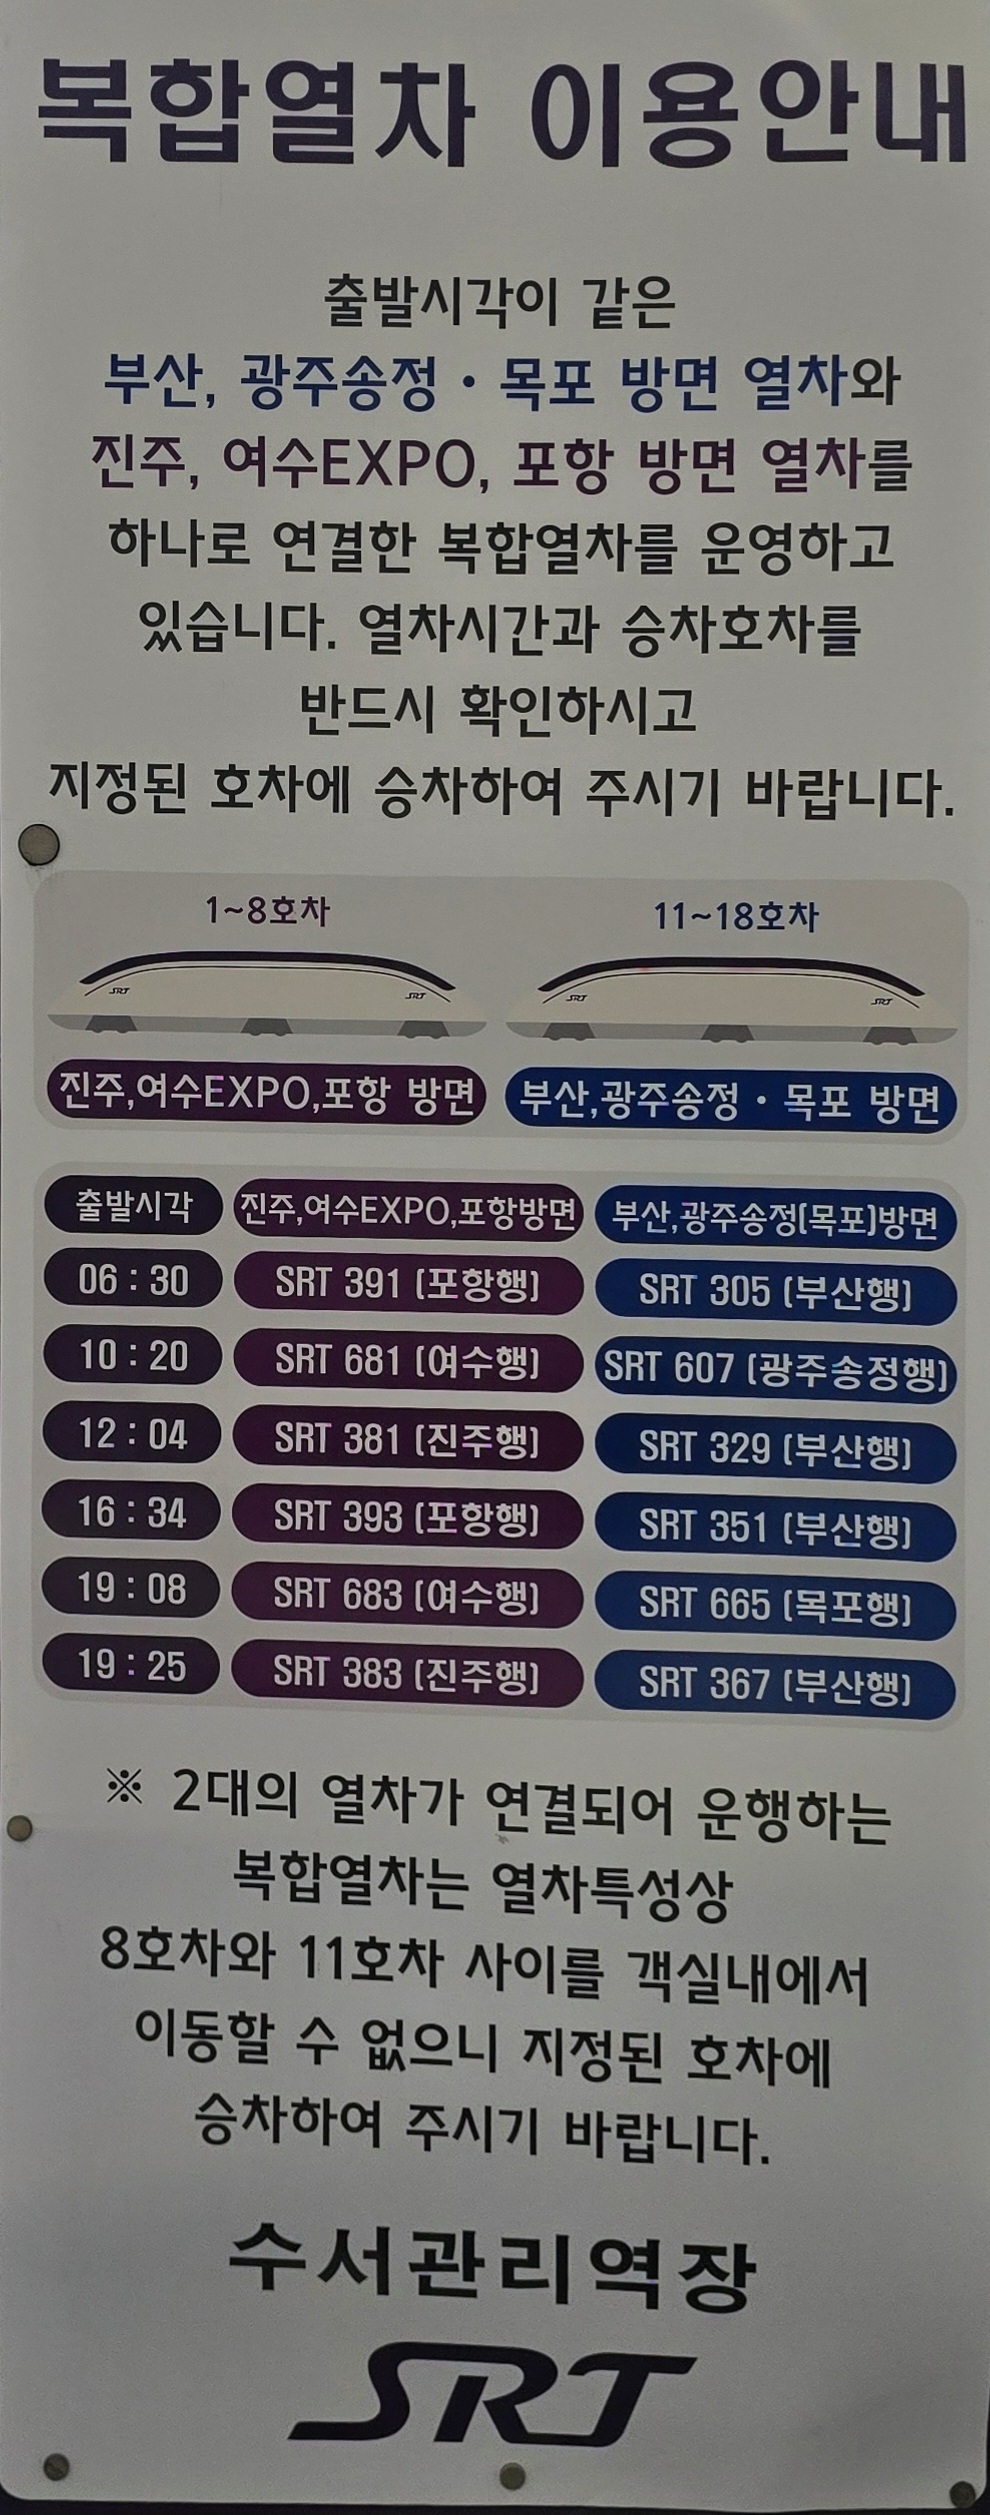 복합열차 이용안내
출발시각이 같은
부산, 광주송정・목포 방면 열차와
진주, 여수EXPO, 포항 방면 열차를
하나로 연결한 복합열차를 운영하고
있습니다. 열차시간과 승차호차를
반드시 확인하시고
지정된 호차에 승차하여 주시기 바랍니다.
1~8호차 11~18호차
SRT SRT SRT SRT
진주,여수EXPO,포항 방면 부산,광주송정・목포 방면
출발시각 진주,여수EXPO,포항방면 부산,광주송정(목포)방면
06 : 30 SRT 391 (포항행) SRT 305 (부산행)
10 : 20 SRT 681 (여수행) SRT 607 (광주송정행)
12 : 04 SRT 381 (진주행) SRT 329 (부산행)
16 : 34 SRT 393 (포항행) SRT 351 (부산행)
19 : 08 SRT 683 (여수행) SRT 665 (목포행)
19 : 25 SRT 383 (진주행) SRT 367 (부산행)
※ 2대의 열차가 연결되어 운행하는
복합열차는 열차특성상
8호차와 11호차 사이를 객실내에서
이동할 수 없으니 지정된 호차에
승차하여 주시기 바랍니다.
수서관리역장
SRT